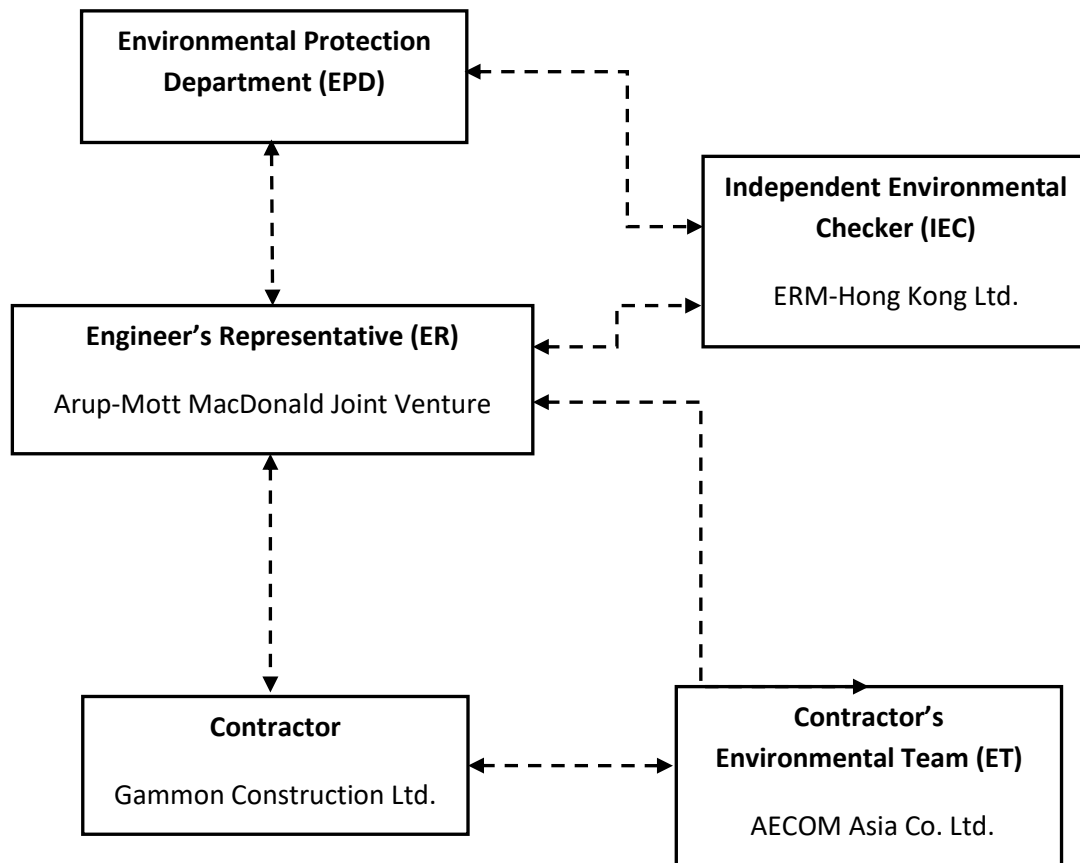 Environmental Protection
Department (EPD)
Independent Environmental
Checker (IEC)
ERM-Hong Kong Ltd.
Engineer’s Representative (ER)
Arup-Mott MacDonald Joint Venture
Contractor
Gammon Construction Ltd.
Contractor’s
Environmental Team (ET)
AECOM Asia Co. Ltd.